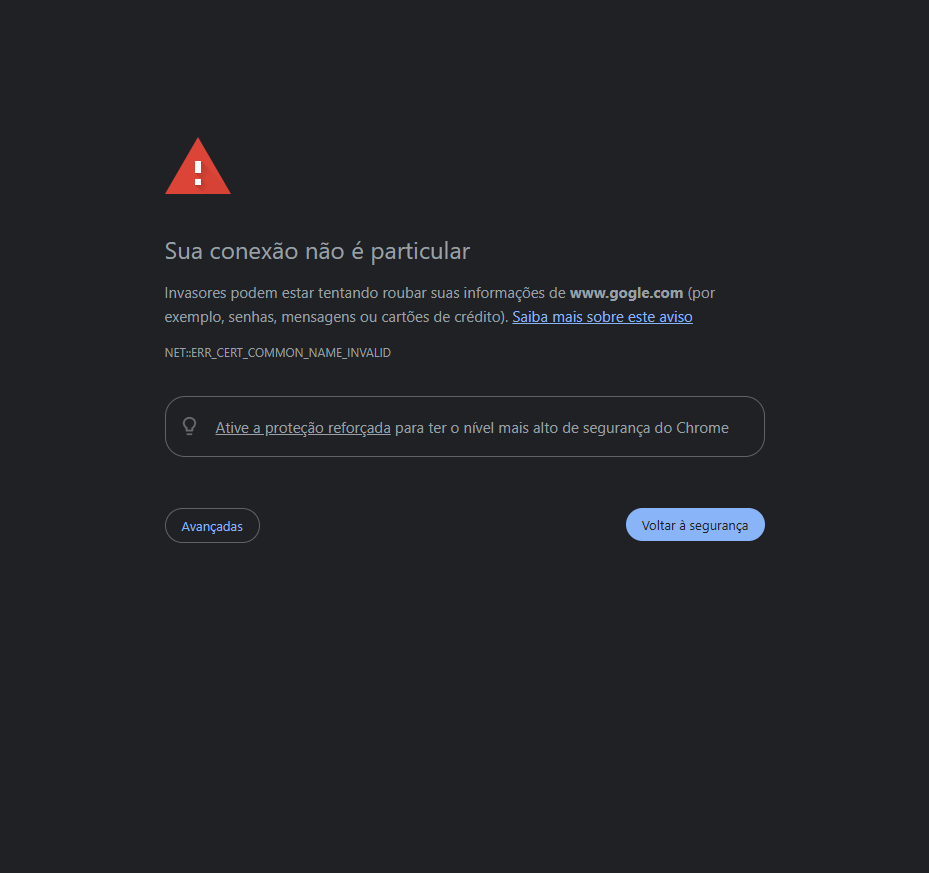 Sua conexão não é particular
Invasores podem estar tentando roubar suas informações de www.gogle.com (por
exemplo, senhas, mensagens ou cartões de crédito). Saiba mais sobre este aviso
NET::ERR_CERT_COMMON_NAME_INVALID
Ative a proteção reforçada para ter o nível mais alto de segurança do Chrome
Avançadas
Voltar à segurança